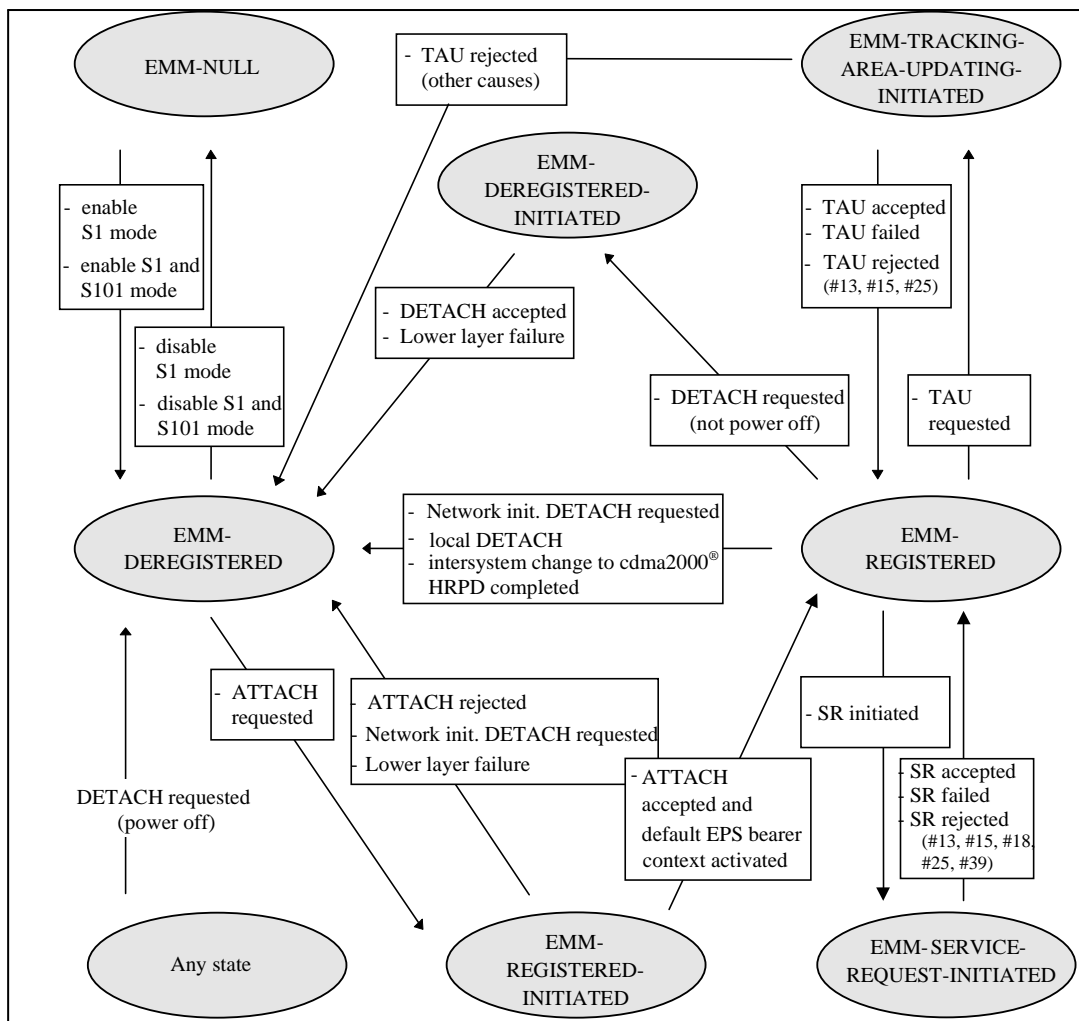 EMM-NULL
- TAU rejected
(other causes)
EMM-TRACKING-
AREA-UPDATING-
INITIATED
EMM-
DEREGISTERED-
INITIATED
- enable
S1 mode
- enable S1 and
S101 mode
- TAU accepted
- TAU failed
- TAU rejected
(#13, #15, #25)
- DETACH accepted
- Lower layer failure
- disable
S1 mode
- disable S1 and
S101 mode
- DETACH requested
(not power off)
- TAU
requested
EMM-
DEREGISTERED
- Network init. DETACH requested
- local DETACH
- intersystem change to cdma2000®
HRPD completed
EMM-
REGISTERED
- ATTACH
requested
- ATTACH rejected
- Network init. DETACH requested
- Lower layer failure
- SR initiated
DETACH requested
(power off)
- ATTACH
accepted and
default EPS bearer
context activated
- SR accepted
- SR failed
- SR rejected
(#13, #15, #18,
#25, #39)
Any state
EMM-
REGISTERED-
INITIATED
EMM-SERVICE-
REQUEST-INITIATED